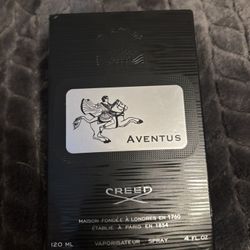 AVENTUS
CREED
MAISON FONDÉE À LONDRES EN 1760
ÉTABLIE À PARIS EN 1854
120 ML VAPORISATEUR SPRAY 4 FL. OZ